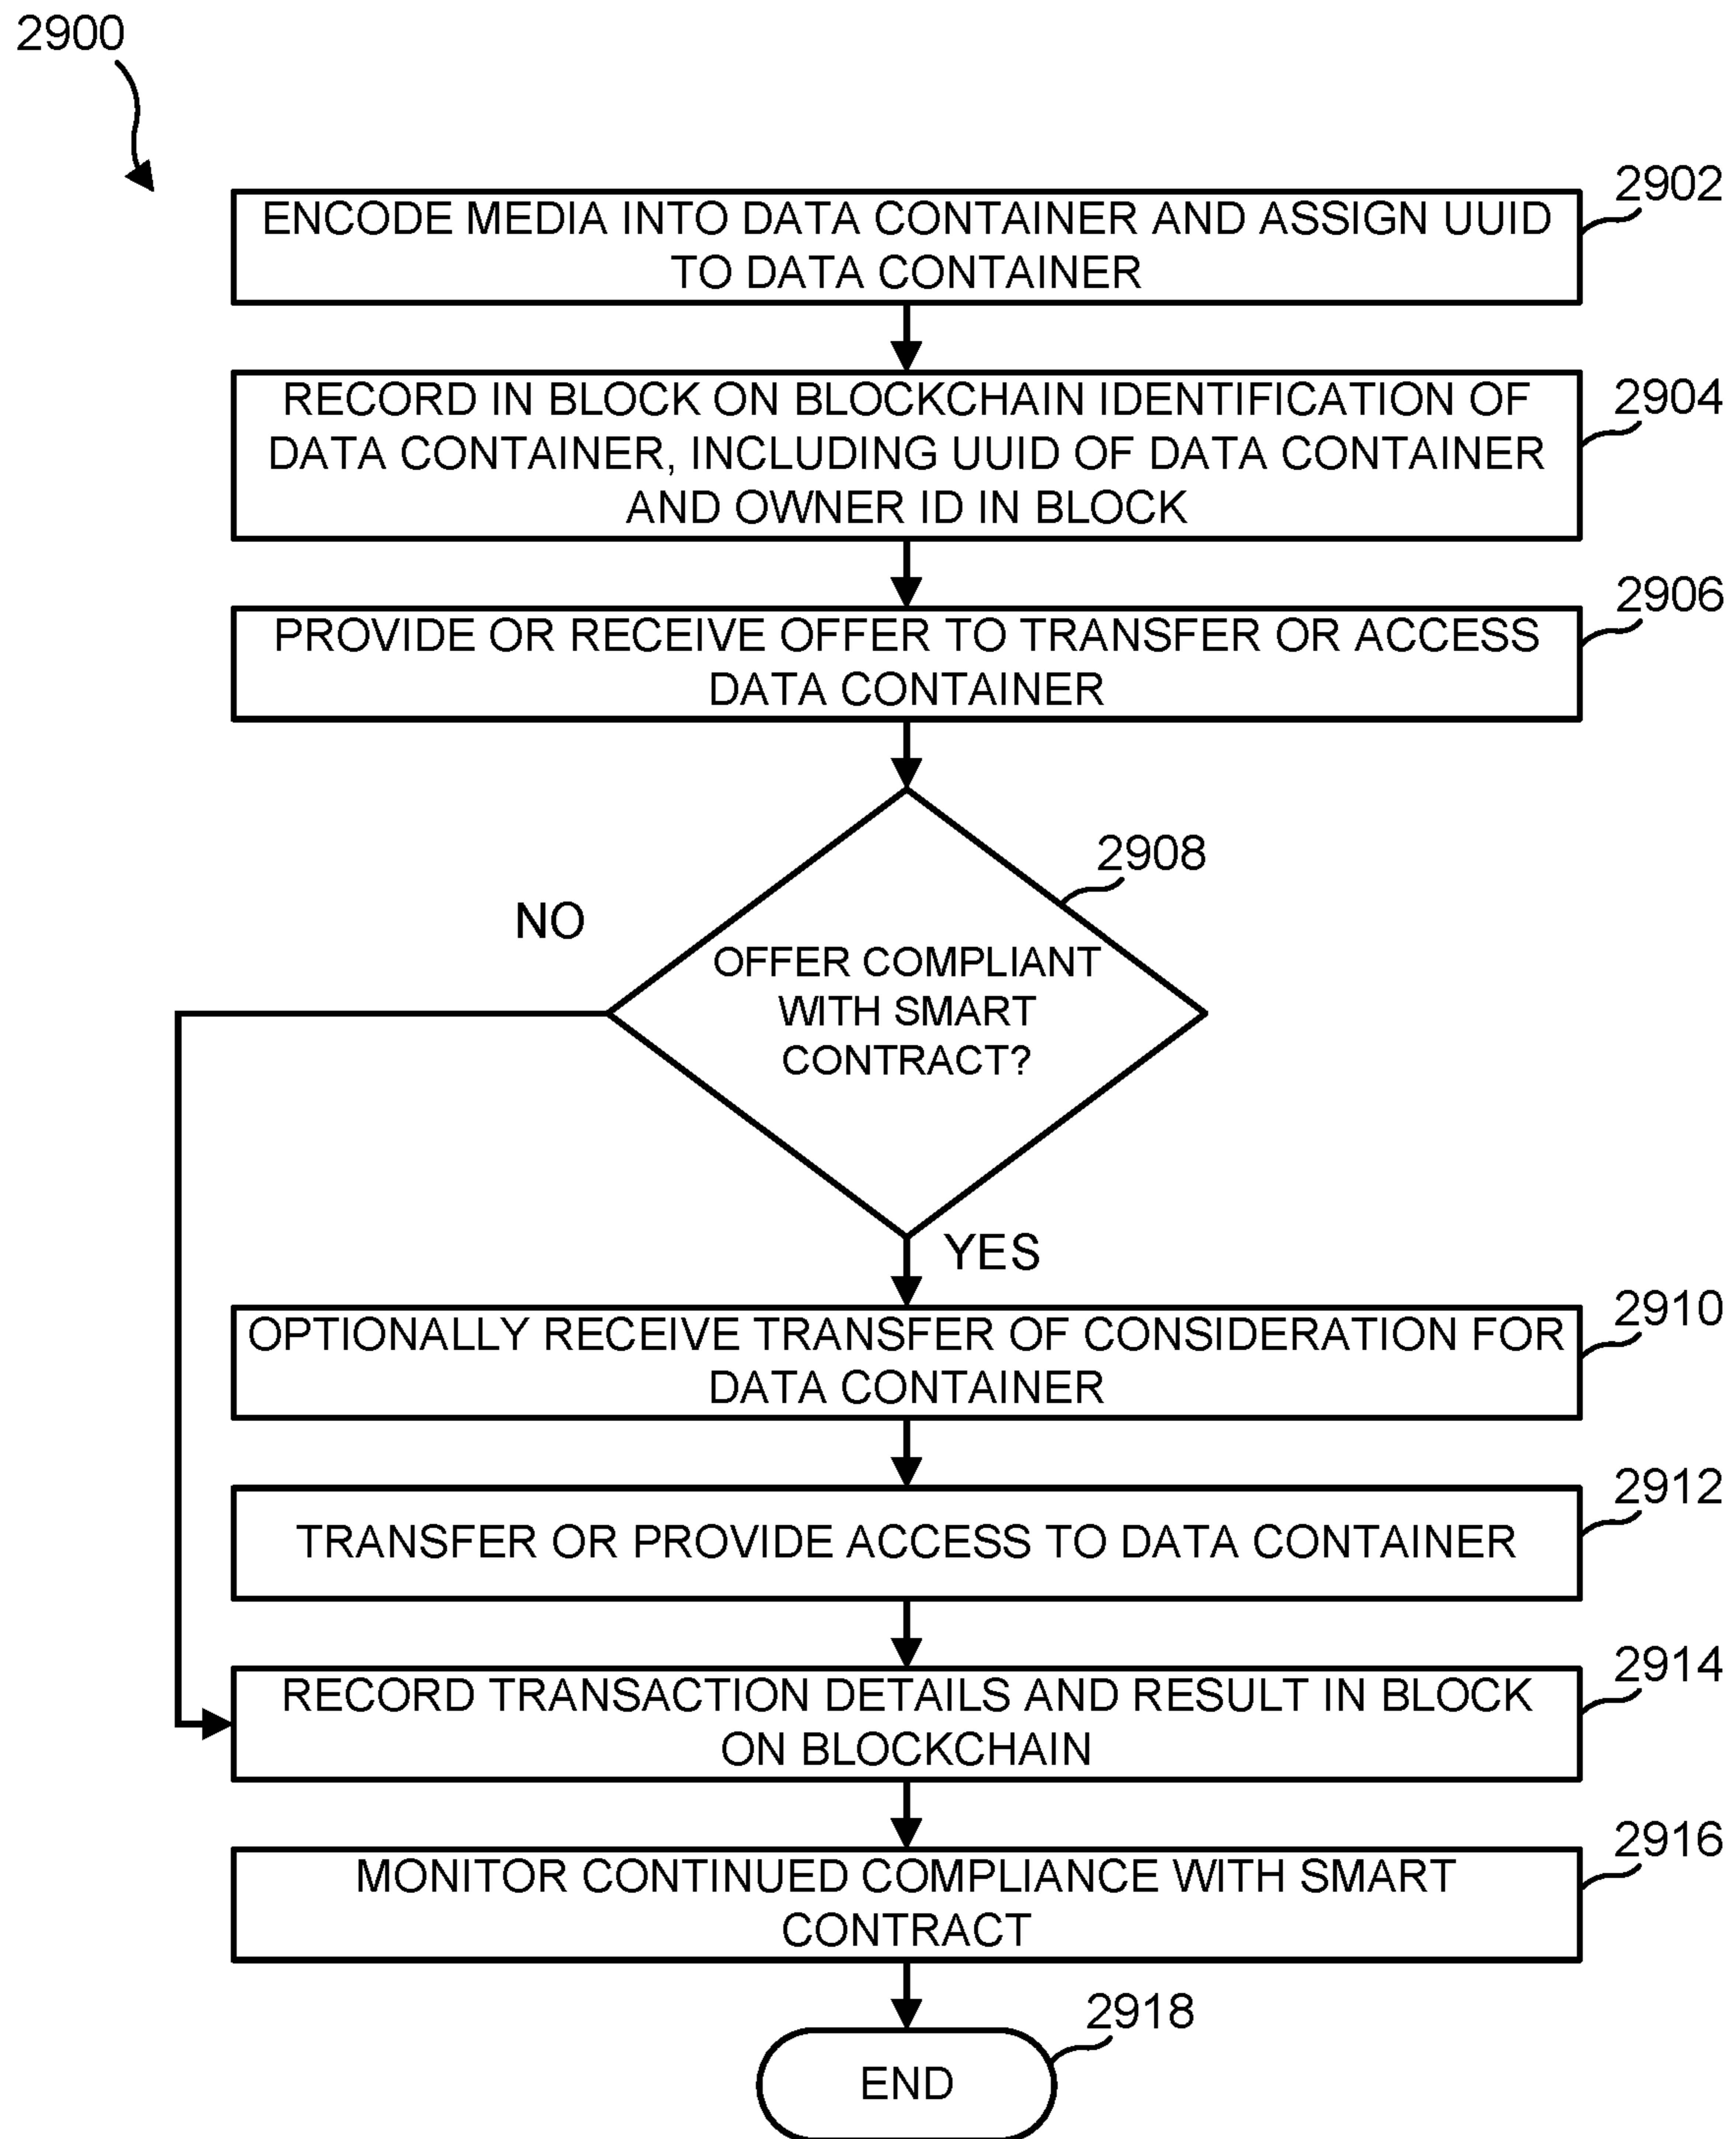 2900
2902
ENCODE MEDIA INTO DATA CONTAINER AND ASSIGN UUID
TO DATA CONTAINER
2904
RECORD IN BLOCK ON BLOCKCHAIN IDENTIFICATION OF
DATA CONTAINER, INCLUDING UUID OF DATA CONTAINER
AND OWNER ID IN BLOCK
2906
PROVIDE OR RECEIVE OFFER TO TRANSFER OR ACCESS
DATA CONTAINER
2908
NO
OFFER COMPLIANT
WITH SMART
CONTRACT?
YES
2910
OPTIONALLY RECEIVE TRANSFER OF CONSIDERATION FOR
DATA CONTAINER
2912
TRANSFER OR PROVIDE ACCESS TO DATA CONTAINER
2914
RECORD TRANSACTION DETAILS AND RESULT IN BLOCK
ON BLOCKCHAIN
2916
MONITOR CONTINUED COMPLIANCE WITH SMART
CONTRACT
2918
END